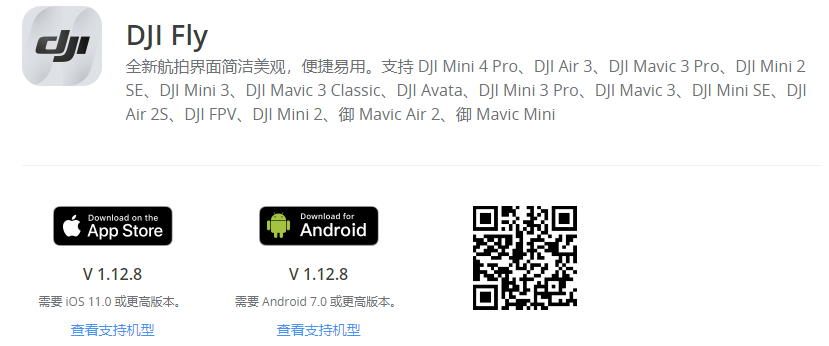 dji
DJI Fly
全新航拍界面简洁美观，便捷易用。支持 DJI Mini 4 Pro、DJI Air 3、DJI Mavic 3 Pro、DJI Mini 2
SE、DJI Mini 3、DJI Mavic 3 Classic、DJI Avata、DJI Mini 3 Pro、DJI Mavic 3、DJI Mini SE、DJI
Air 2S、DJI FPV、DJI Mini 2、御 Mavic Air 2、御 Mavic Mini
Download on the
App Store
Download for
Android
V 1.12.8
V 1.12.8
需要 iOS 11.0 或更高版本。
需要 Android 7.0 或更高版本。
查看支持机型
查看支持机型